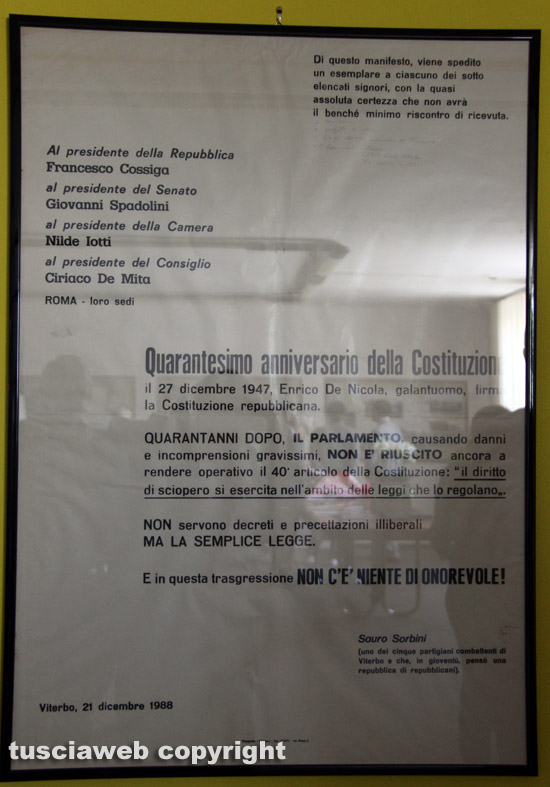 Di questo manifesto, viene spedito
un esemplare a ciascuno dei sotto
elencati signori, con la quasi
assoluta certezza che non avrà
il benché minimo riscontro di ricevuta.
Al presidente della Repubblica
Francesco Cossiga
al presidente del Senato
Giovanni Spadolini
al presidente della Camera
Nilde Iotti
al presidente del Consiglio
Ciriaco De Mita
ROMA - loro sedi
Quarantesimo anniversario della Costituzione
il 27 dicembre 1947, Enrico De Nicola, galantuomo, firma
la Costituzione repubblicana.
QUARANTANNI DOPO, IL PARLAMENTO, causando danni
e incomprensioni gravissimi, NON E' RIUSCITO ancora a
rendere operativo il 40° articolo della Costituzione: "il diritto
di sciopero si esercita nell'ambito delle leggi che lo regolano„.
NON servono decreti e precettazioni illiberali
MA LA SEMPLICE LEGGE.
E in questa trasgressione NON C'E' NIENTE DI ONOREVOLE!
Sauro Sorbini
(uno dei cinque partigiani combattenti di
Viterbo e che, in gioventù, pensò una
repubblica di repubblicani).
Viterbo, 21 dicembre 1988
tusciaweb copyright